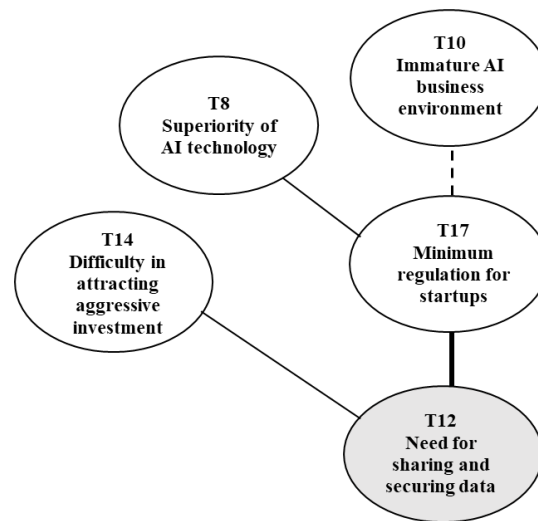 T10
Immature AI
business
environment
T8
Superiority of
AI technology
T17
Minimum
regulation for
startups
T14
Difficulty in
attracting
aggressive
investment
T12
Need for
sharing and
securing data